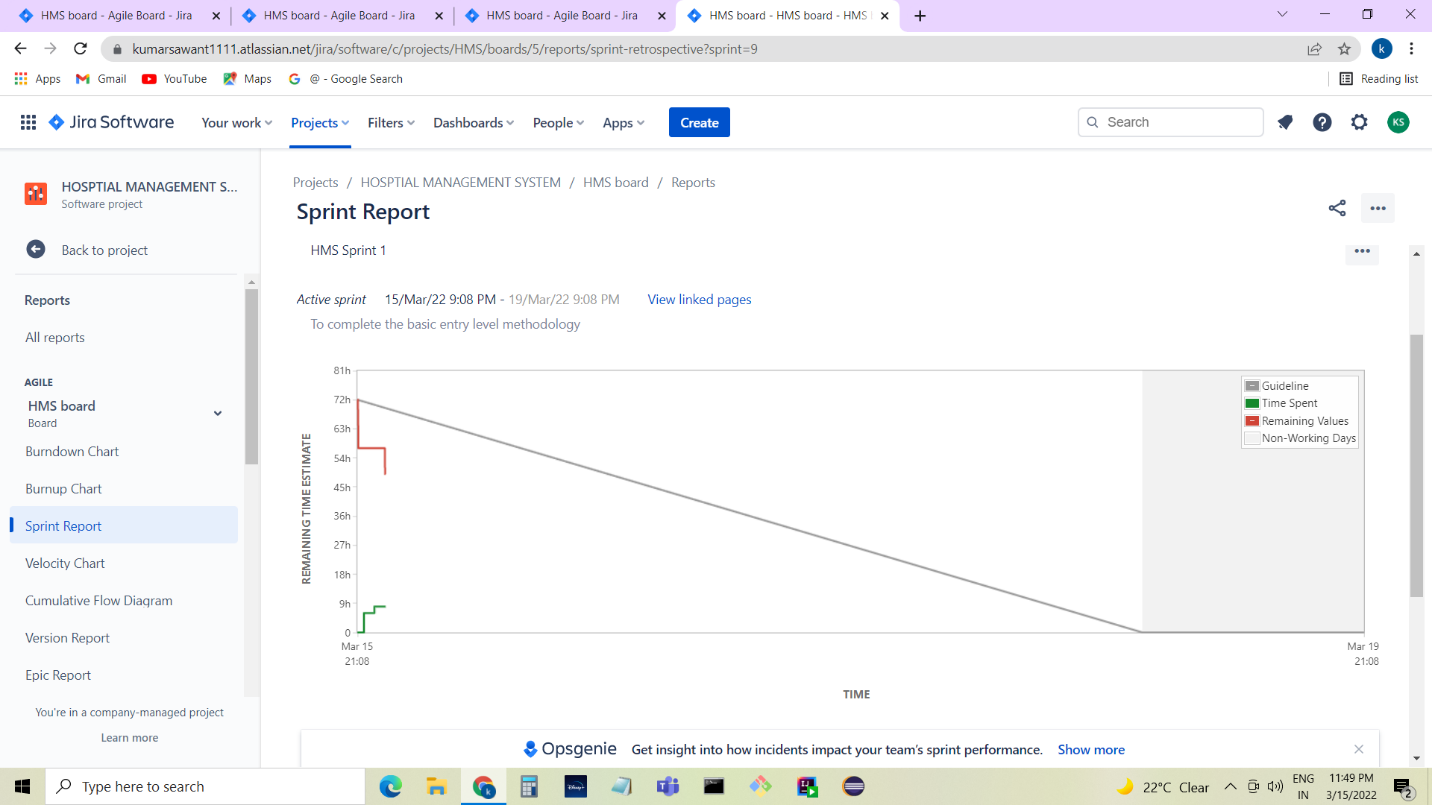 HMS board - Agile Board - Jira
HMS board - Agile Board - Jira
HMS board - Agile Board - Jira
HMS board - HMS board - HMS
kumarsawant1111.atlassian.net/jira/software/c/projects/HMS/boards/5/reports/sprint-retrospective?sprint=9
k
Apps
Gmail
YouTube
Maps
@ - Google Search
Reading list
Jira Software
Your work
Projects
Filters
Dashboards
People
Apps
Create
Search
KS
HOSPTIAL MANAGEMENT S...
Software project
Back to project
Reports
All reports
AGILE
HMS board
Board
Burndown Chart
Burnup Chart
Sprint Report
Velocity Chart
Cumulative Flow Diagram
Version Report
Epic Report
You're in a company-managed project
Learn more
Projects / HOSPTIAL MANAGEMENT SYSTEM / HMS board / Reports
Sprint Report
HMS Sprint 1
Active sprint 15/Mar/22 9:08 PM - 19/Mar/22 9:08 PM View linked pages
To complete the basic entry level methodology
REMAINING TIME ESTIMATE
81h
72h
63h
54h
45h
36h
27h
18h
9h
0
Guideline
Time Spent
Remaining Values
Non-Working Days
Mar 15
21:08
Mar 19
21:08
TIME
Opsgenie Get insight into how incidents impact your team's sprint performance. Show more
Type here to search
Disney+
22°C Clear
ENG
IN
11:49 PM
3/15/2022
2